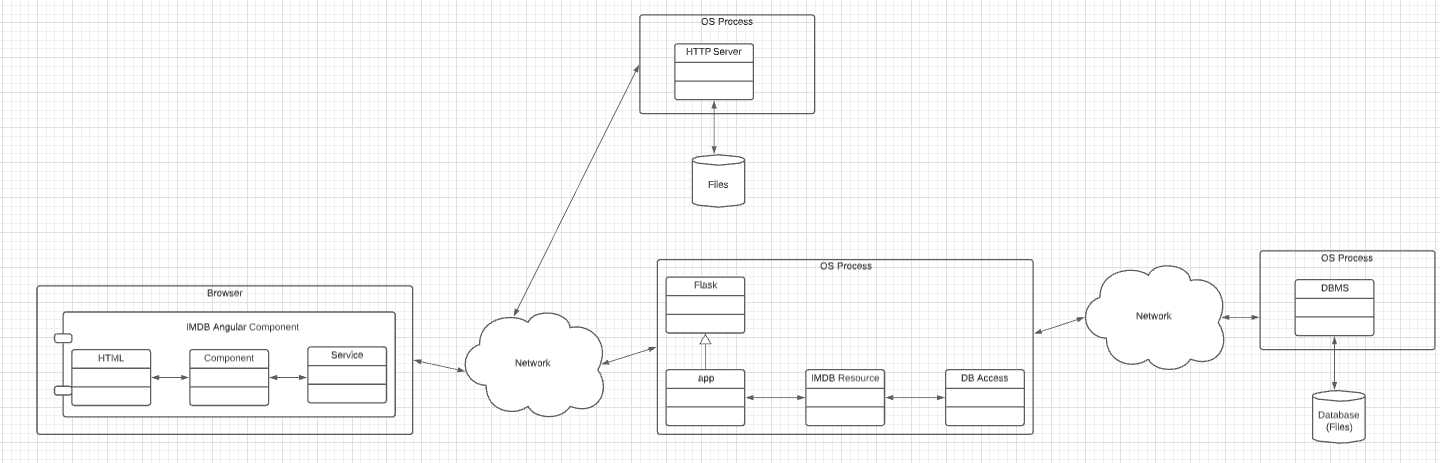 OS Process
HTTP Server
Files
Browser
IMDB Angular Component
HTML
Component
Service
Network
OS Process
Flask
app
IMDB Resource
DB Access
Network
OS Process
DBMS
Database
(Files)